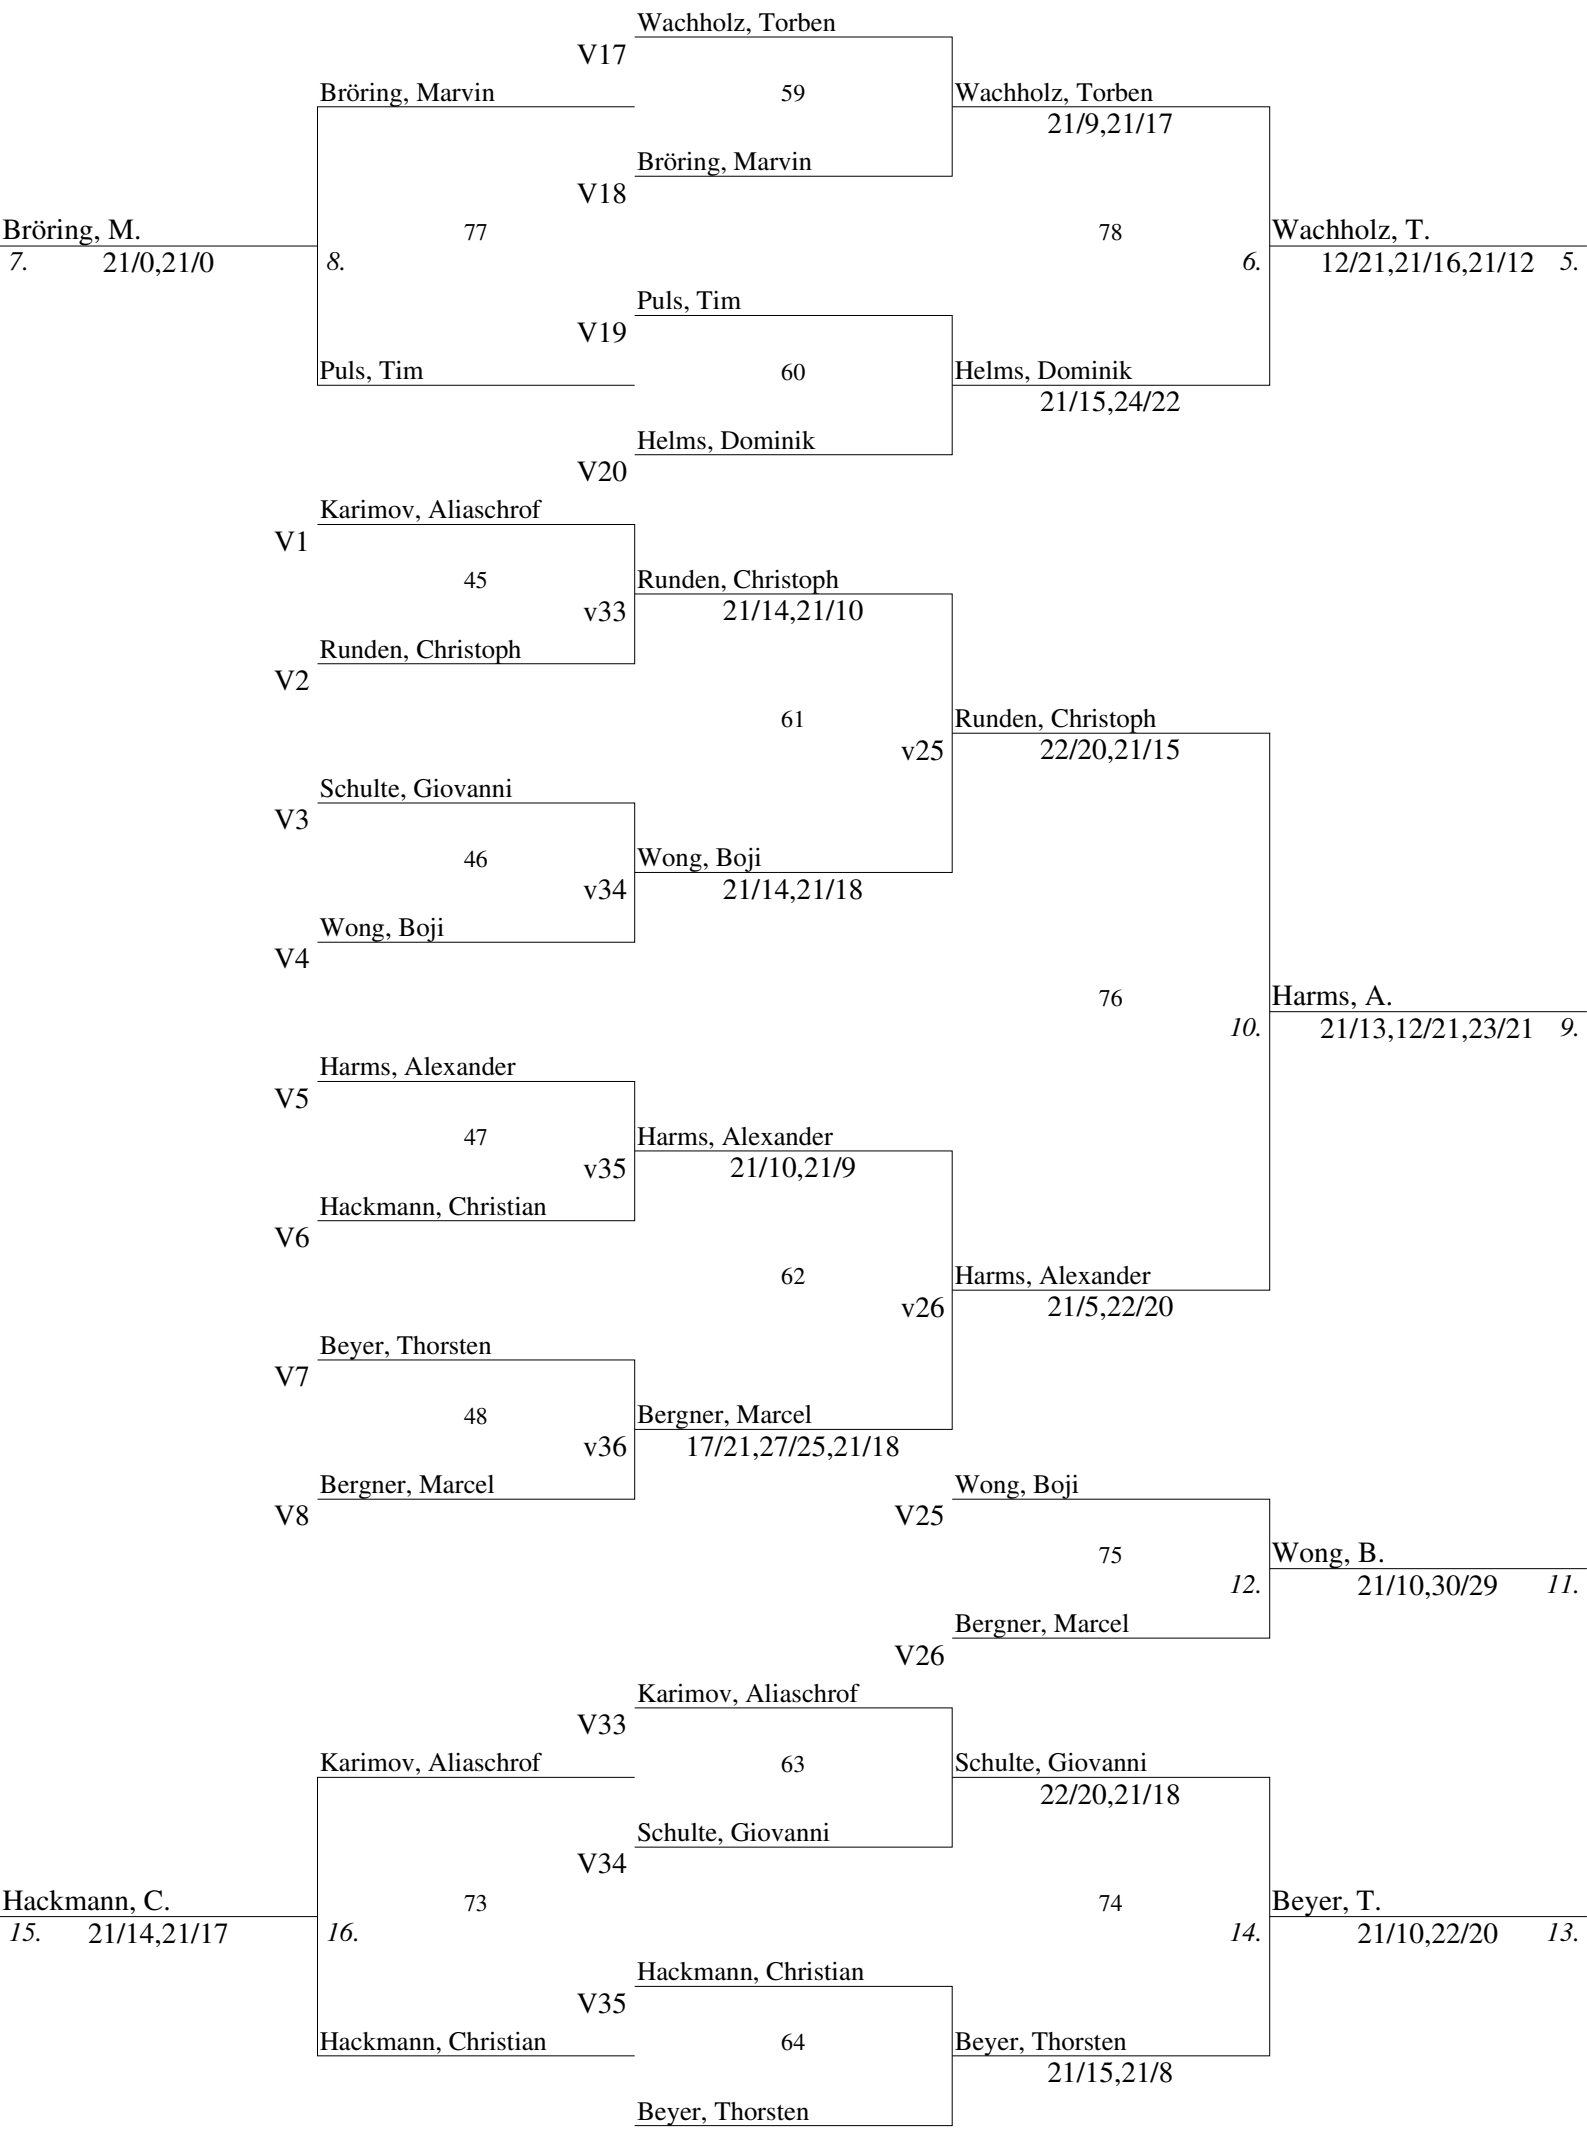 Wachholz, Torben
V17
Bröring, Marvin
59
Wachholz, Torben
21/9,21/17
Bröring, Marvin
V18
Bröring, M.
77
78
Wachholz, T.
7. 21/0,21/0
8.
6.
12/21,21/16,21/12 5.
Puls, Tim
V19
Puls, Tim
60
Helms, Dominik
21/15,24/22
Helms, Dominik
V20
Karimov, Aliaschrof
V1
45
Runden, Christoph
v33
21/14,21/10
Runden, Christoph
V2
61
Runden, Christoph
v25
22/20,21/15
Schulte, Giovanni
V3
46
Wong, Boji
v34
21/14,21/18
Wong, Boji
V4
76
Harms, A.
10.
21/13,12/21,23/21 9.
Harms, Alexander
V5
47
Harms, Alexander
v35
21/10,21/9
Hackmann, Christian
V6
62
Harms, Alexander
v26
21/5,22/20
Beyer, Thorsten
V7
48
Bergner, Marcel
v36
17/21,27/25,21/18
Bergner, Marcel
V8
Wong, Boji
V25
75
Wong, B.
12.
21/10,30/29 11.
Bergner, Marcel
V26
Karimov, Aliaschrof
V33
Karimov, Aliaschrof
63
Schulte, Giovanni
22/20,21/18
Schulte, Giovanni
V34
Hackmann, C.
73
74
Beyer, T.
15. 21/14,21/17
16.
14.
21/10,22/20 13.
Hackmann, Christian
V35
Hackmann, Christian
64
Beyer, Thorsten
21/15,21/8
Beyer, Thorsten